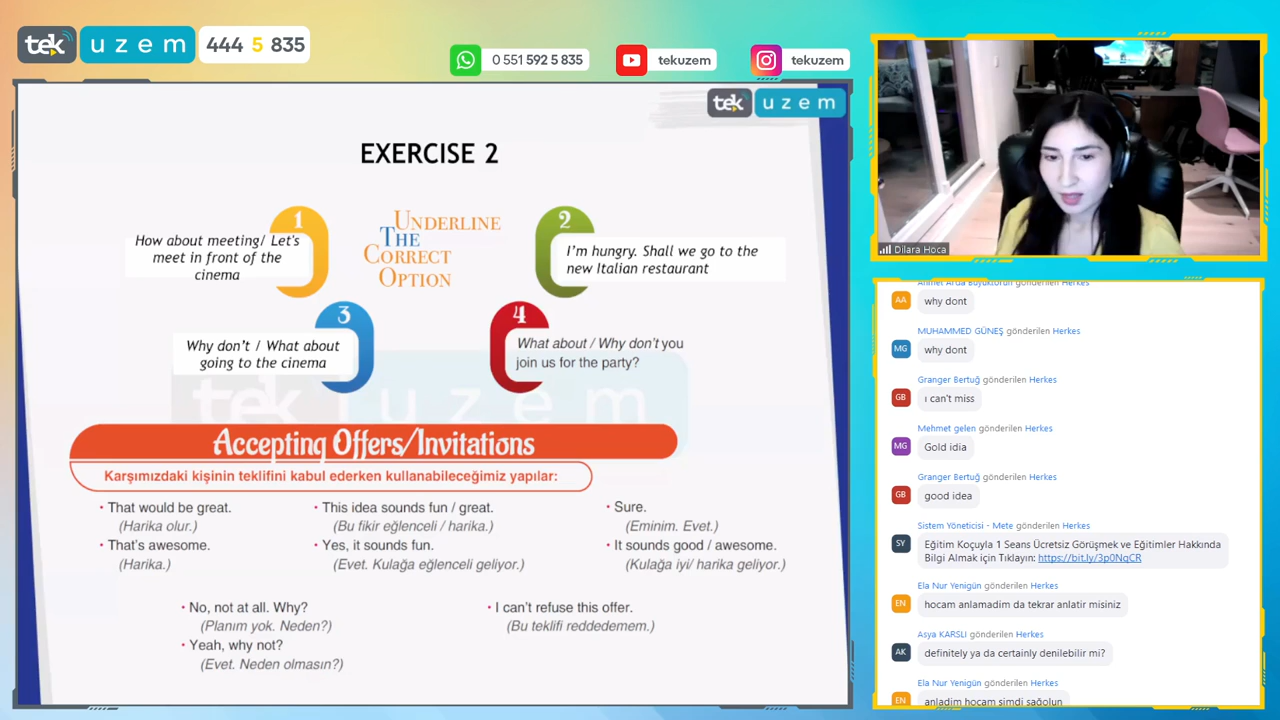 tek uzem 444 5 835
0 551 592 5 835
tekuzem
tekuzem
tek uzem
EXERCISE 2
1
How about meeting/ Let's
meet in front of the
cinema
UNDERLINE
THE
CORRECT
OPTION
2
I'm hungry. Shall we go to the
new Italian restaurant
3
Why don't / What about
going to the cinema
4
What about / Why don't you
join us for the party?
tek uzem
Accepting Offers/Invitations
Karşımızdaki kişinin teklifini kabul ederken kullanabileceğimiz yapılar:
• That would be great.
(Harika olur.)
• That's awesome.
(Harika.)
• This idea sounds fun / great.
(Bu fikir eğlenceli / harika.)
• Yes, it sounds fun.
(Evet. Kulağa eğlenceli geliyor.)
• Sure.
(Eminim. Evet.)
• It sounds good / awesome.
(Kulağa iyi/ harika geliyor.)
• No, not at all. Why?
(Planım yok. Neden?)
• Yeah, why not?
(Evet. Neden olmasın?)
• I can't refuse this offer.
(Bu teklifi reddedemem.)
Dilara Hoca
Ahmet Arda Büyüktorun gönderilen Herkes
AA why dont
MUHAMMED GÜNEŞ gönderilen Herkes
MG why dont
Granger Bertuğ gönderilen Herkes
GB ı can't miss
Mehmet gelen gönderilen Herkes
MG Gold idia
Granger Bertuğ gönderilen Herkes
GB good idea
Sistem Yöneticisi - Mete gönderilen Herkes
SY Eğitim Koçuyla 1 Seans Ücretsiz Görüşmek ve Eğitimler Hakkında
Bilgi Almak için Tıklayın: https://bit.ly/3p0NqCR
Ela Nur Yenigün gönderilen Herkes
EN hocam anlamadim da tekrar anlatir misiniz
Asya KARSLI gönderilen Herkes
AK definitely ya da certainly denilebilir mi?
Ela Nur Yenigün gönderilen Herkes
EN anladim hocam simdi sağolun